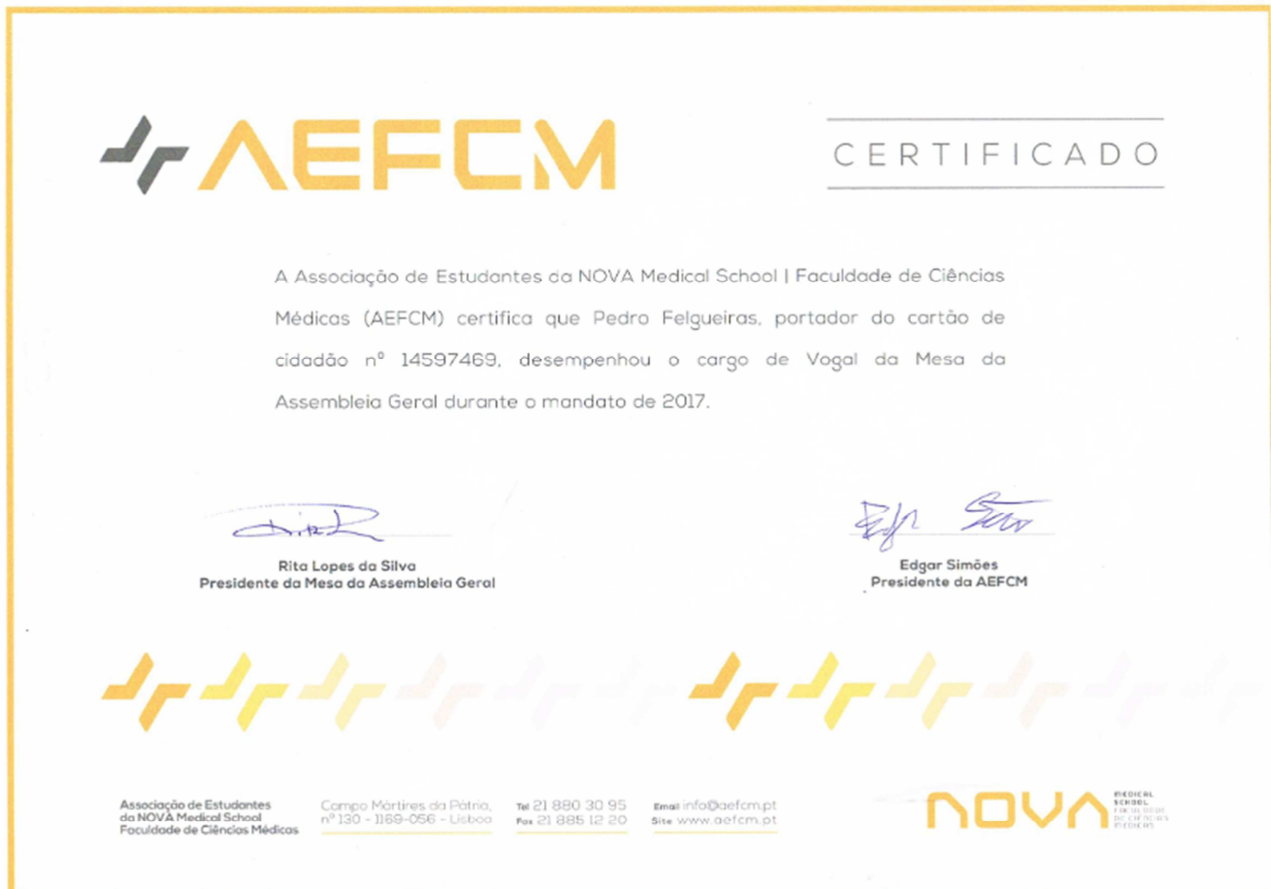 AEFCM
CERTIFICADO
A Associação de Estudantes da NOVA Medical School | Faculdade de Ciências
Médicas (AEFCM) certifica que Pedro Felgueiras, portador do cartão de
cidadão nº 14597469, desempenhou o cargo de Vogal da Mesa da
Assembleia Geral durante o mandato de 2017.
Rita Lopes da Silva
Presidente da Mesa da Assembleia Geral
Edgar Simões
Presidente da AEFCM
Associação de Estudantes
da NOVA Medical School
Faculdade de Ciências Médicas
Campo Mártires da Pátria,
nº 130 - 1169-056 - Lisboa
Tel 21 880 30 95
Fax 21 885 12 20
Email info@aefcm.pt
Site www.aefcm.pt
NOVA
MEDICAL
SCHOOL
FACULDADE
DE CIÊNCIAS
MÉDICAS